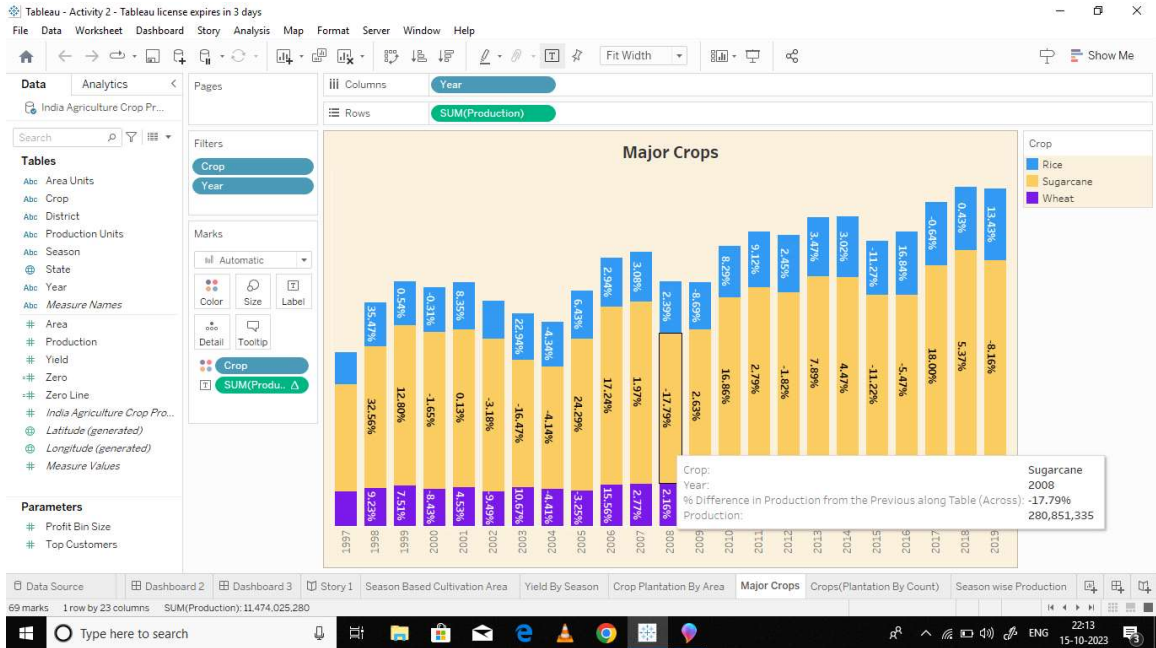 Tableau - Activity 2 - Tableau license expires in 3 days
File Data Worksheet Dashboard Story Analysis Map Format Server Window Help
Fit Width
Show Me
Data Analytics
India Agriculture Crop Pr...
Search
Tables
Abc Area Units
Abc Crop
Abc District
Abc Production Units
Abc Season
State
Abc Year
Abc Measure Names
# Area
# Production
# Yield
=# Zero
=# Zero Line
# India Agriculture Crop Pro...
Latitude (generated)
Longitude (generated)
# Measure Values
Parameters
# Profit Bin Size
# Top Customers
Pages
Filters
Crop
Year
Marks
Automatic
Color Size Label
Detail Tooltip
Crop
SUM(Produ.. Δ
Columns Year
Rows SUM(Production)
Major Crops
35.47% 0.54% -0.31% 8.35% 22.94% -4.34% 6.43% 2.94% 3.08% 2.39% -8.69% 8.29% 9.12% 2.45% 3.47% 3.02% -11.27% 16.84% -0.64% 0.43% 13.43%
32.56% 12.80% -1.65% 0.13% -3.18% -16.47% -4.14% 24.29% 17.24% 1.97% -17.79% 2.63% 16.86% 2.79% -1.82% 7.89% 4.47% -11.22% -5.47% 18.00% 5.37% -8.16%
9.23% 7.51% -8.43% 4.53% -9.49% 10.67% -4.41% -3.25% 15.56% 2.77% 2.16%
1997 1998 1999 2000 2001 2002 2003 2004 2005 2006 2007 2008 2009 2010 2011 2012 2013 2014 2015 2016 2017 2018 2019
Crop: Sugarcane
Year: 2008
% Difference in Production from the Previous along Table (Across): -17.79%
Production: 280,851,335
Crop
Rice
Sugarcane
Wheat
Data Source Dashboard 2 Dashboard 3 Story 1 Season Based Cultivation Area Yield By Season Crop Plantation By Area Major Crops Crops(Plantation By Count) Season wise Production
69 marks 1 row by 23 columns SUM(Production): 11,474,025,280
Type here to search
ENG
22:13
15-10-2023
3